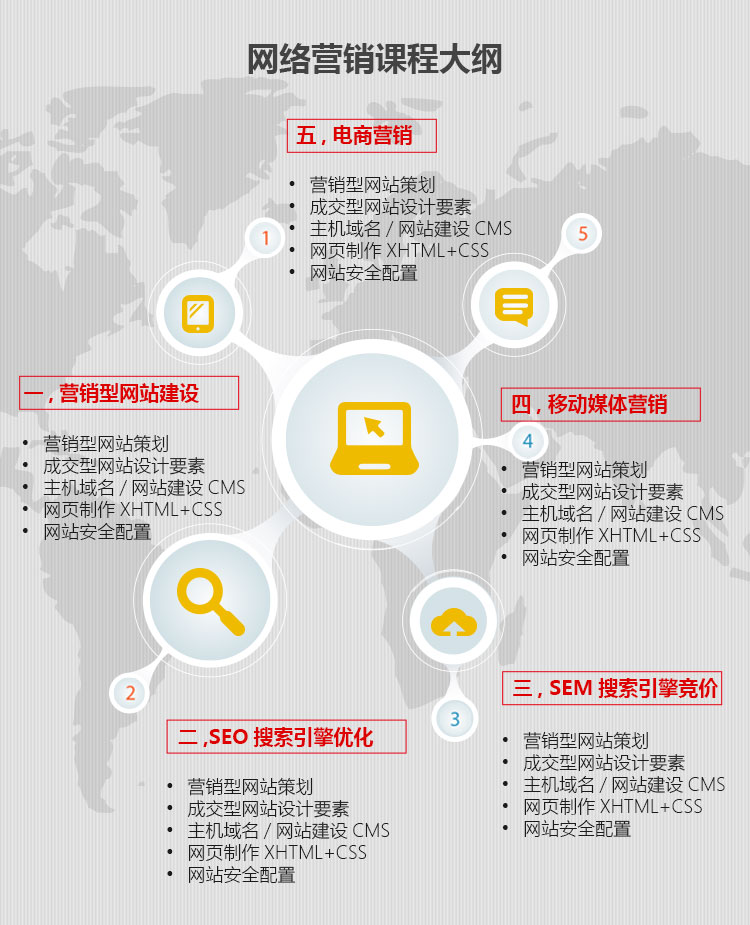 网络营销课程大纲
五 , 电商营销
• 营销型网站策划
• 成交型网站设计要素
• 主机域名 / 网站建设 CMS
• 网页制作 XHTML+CSS
• 网站安全配置
1
5
一 , 营销型网站建设
• 营销型网站策划
• 成交型网站设计要素
• 主机域名 / 网站建设 CMS
• 网页制作 XHTML+CSS
• 网站安全配置
四 , 移动媒体营销
4
• 营销型网站策划
• 成交型网站设计要素
• 主机域名 / 网站建设 CMS
• 网页制作 XHTML+CSS
• 网站安全配置
2
二 ,SEO 搜索引擎优化
• 营销型网站策划
• 成交型网站设计要素
• 主机域名 / 网站建设 CMS
• 网页制作 XHTML+CSS
• 网站安全配置
3
三 , SEM 搜索引擎竞价
• 营销型网站策划
• 成交型网站设计要素
• 主机域名 / 网站建设 CMS
• 网页制作 XHTML+CSS
• 网站安全配置